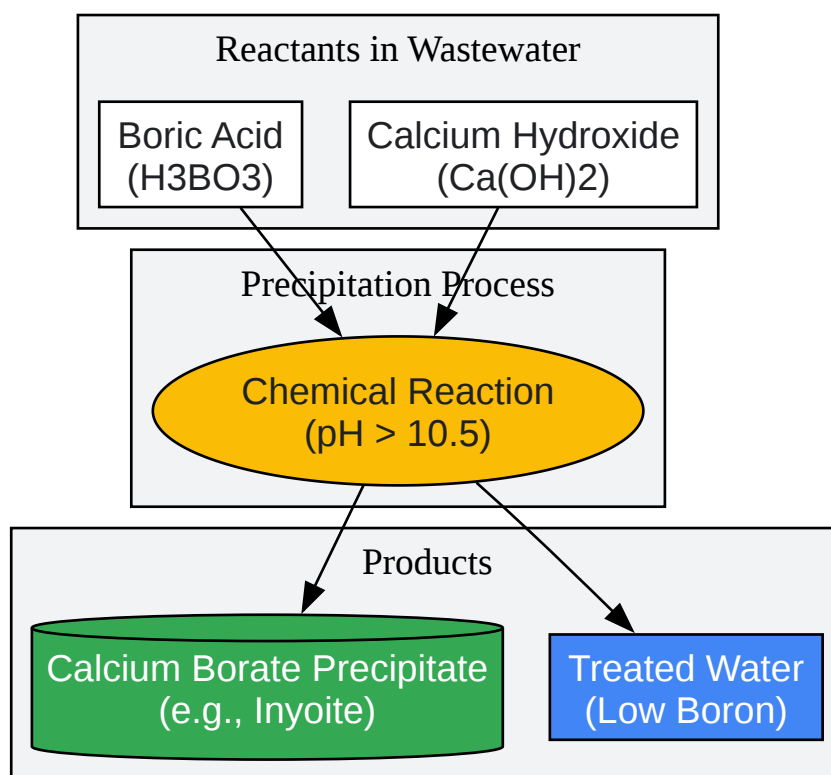 Reactants in Wastewater
Boric Acid
(H3BO3)
Calcium Hydroxide
(Ca(OH)2)
Precipitation Process
Chemical Reaction
(pH > 10.5)
Products
Calcium Borate Precipitate
(e.g., Inyoite)
Treated Water
(Low Boron)